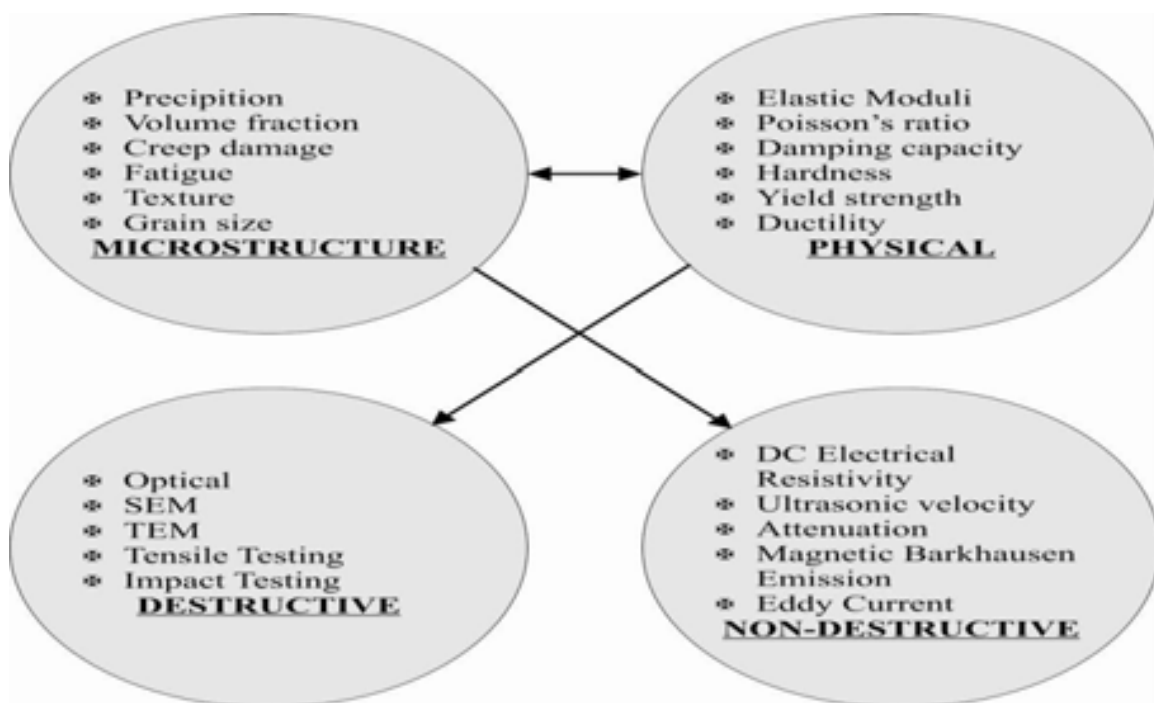 ✠ Precipition
✠ Volume fraction
✠ Creep damage
✠ Fatigue
✠ Texture
✠ Grain size
MICROSTRUCTURE
✠ Elastic Moduli
✠ Poisson's ratio
✠ Damping capacity
✠ Hardness
✠ Yield strength
✠ Ductility
PHYSICAL
✠ Optical
✠ SEM
✠ TEM
✠ Tensile Testing
✠ Impact Testing
DESTRUCTIVE
✠ DC Electrical
Resistivity
✠ Ultrasonic velocity
✠ Attenuation
✠ Magnetic Barkhausen
Emission
✠ Eddy Current
NON-DESTRUCTIVE